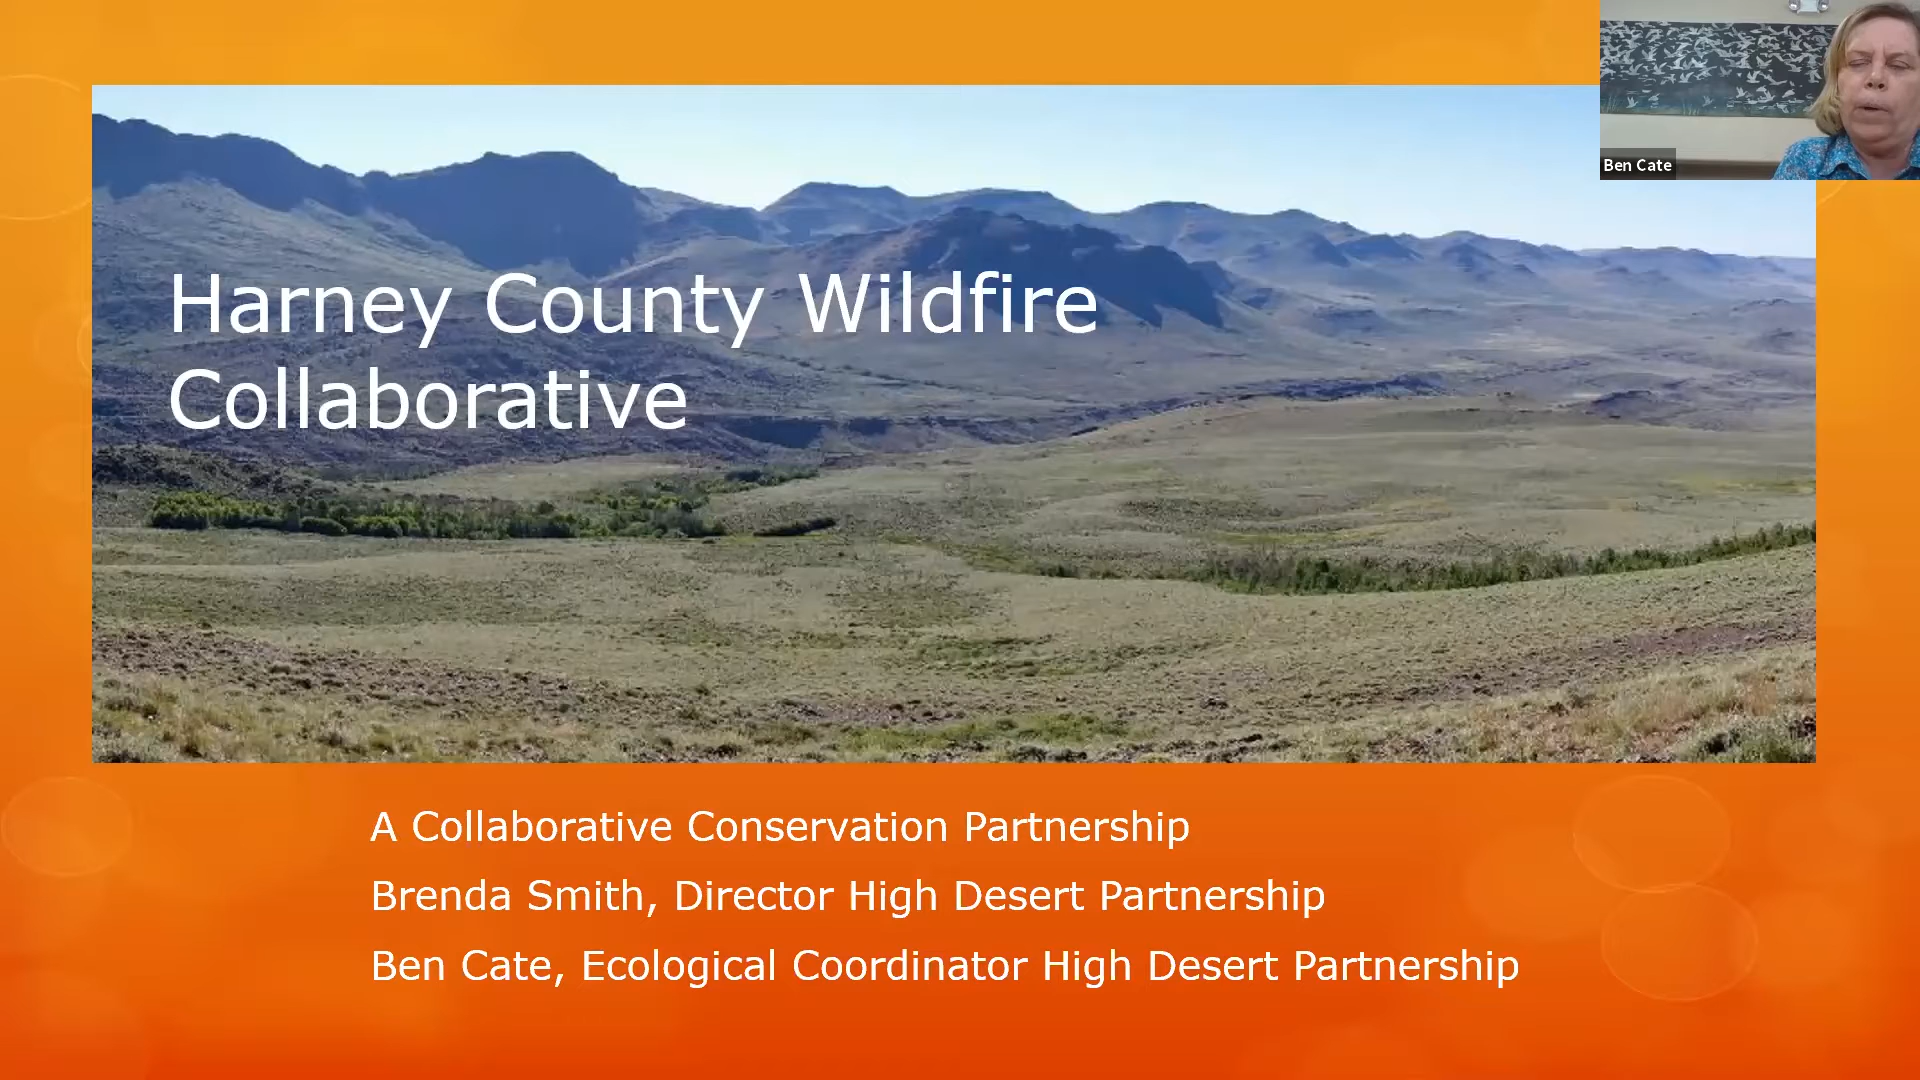 Ben Cate
Harney County Wildfire
Collaborative
A Collaborative Conservation Partnership
Brenda Smith, Director High Desert Partnership
Ben Cate, Ecological Coordinator High Desert Partnership